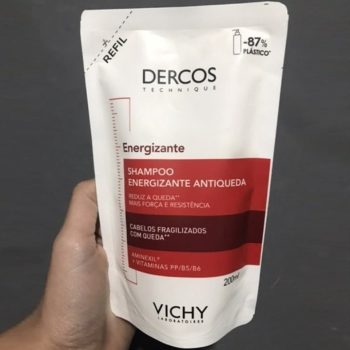 REFIL
-87%
PLÁSTICO*
DERCOS
TECHNIQUE
Energizante
SHAMPOO
ENERGIZANTE ANTIQUEDA
REDUZ A QUEDA**
MAIS FORÇA E RESISTÊNCIA
CABELOS FRAGILIZADOS
COM QUEDA**
AMINEXIL®
+ VITAMINAS PP/B5/B6
200ml
VICHY
LABORATOIRES